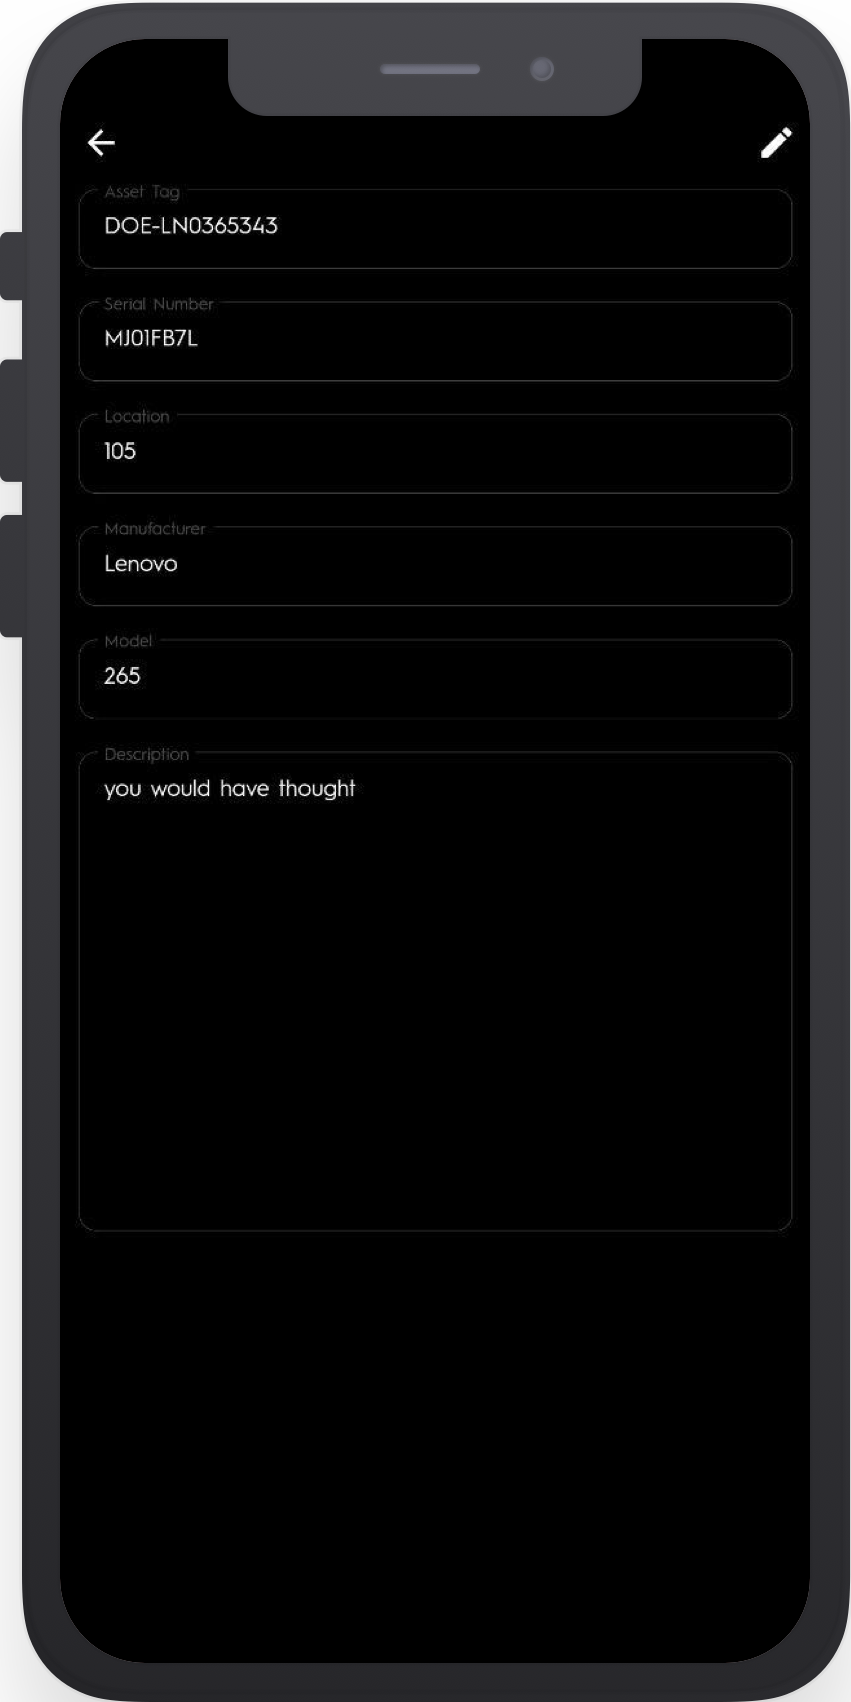 Asset Tag
DOE-LN0365343
Serial Number
MJ01FB7L
Location
105
Manufacturer
Lenovo
Model
265
Description
you would have thought